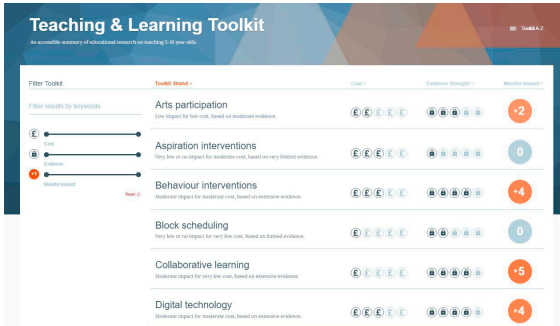 Teaching & Learning Toolkit
An accessible summary of educational research on teaching 5-16 year olds.
Toolkit A-Z
Filter Toolkit
Toolkit Strand
Cost
Evidence Strength
Months Impact
Filter results by keywords
Cost
Evidence
+1
Months Impact
Reset
Arts participation
Low impact for low cost, based on moderate evidence.
+2
Aspiration interventions
Very low or no impact for moderate cost, based on very limited evidence.
0
Behaviour interventions
Moderate impact for moderate cost, based on extensive evidence.
+4
Block scheduling
Very low or no impact for very low cost, based on limited evidence.
0
Collaborative learning
Moderate impact for very low cost, based on extensive evidence.
+5
Digital technology
Moderate impact for moderate cost, based on extensive evidence.
+4